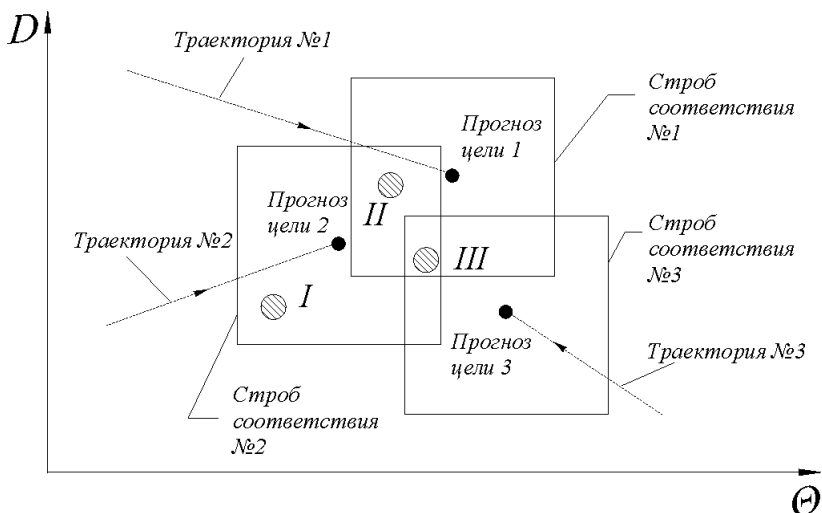 D
Траектория №1
Строб
соответствия
№1
Прогноз
цели 1
II
Прогноз
цели 2
Строб
соответствия
№3
Траектория №2
III
I
Прогноз
цели 3
Траектория №3
Строб
соответствия
№2
Θ